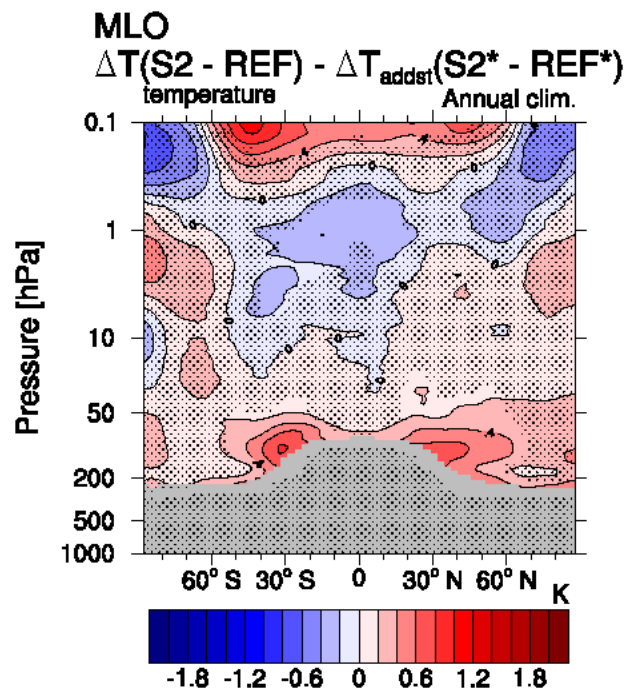 MLO
ΔT(S2 - REF) - ΔT_addst(S2* - REF*)
temperature Annual clim.
0.1
1
10
50
200
500
1000
Pressure [hPa]
60° S 30° S 0 30° N 60° N
K
-1.8 -1.2 -0.6 0 0.6 1.2 1.8